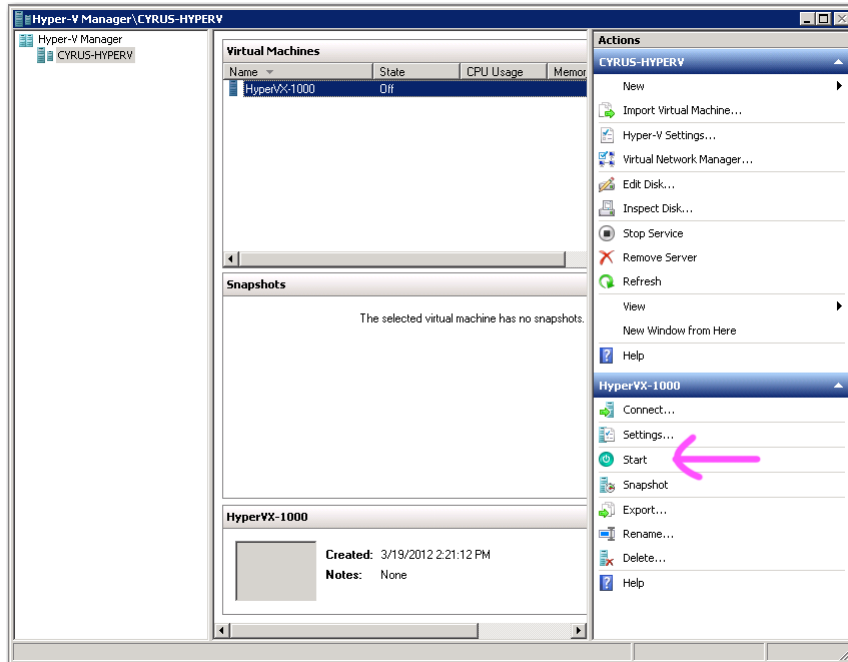 Hyper-V Manager\CYRUS-HYPERV
Hyper-V Manager
CYRUS-HYPERV
Virtual Machines
Name State CPU Usage Memor
HyperVX-1000 Off
Snapshots
The selected virtual machine has no snapshots.
HyperVX-1000
Created: 3/19/2012 2:21:12 PM
Notes: None
Actions
CYRUS-HYPERV
New
Import Virtual Machine...
Hyper-V Settings...
Virtual Network Manager...
Edit Disk...
Inspect Disk...
Stop Service
Remove Server
Refresh
View
New Window from Here
Help
HyperVX-1000
Connect...
Settings...
Start
Snapshot
Export...
Rename...
Delete...
Help